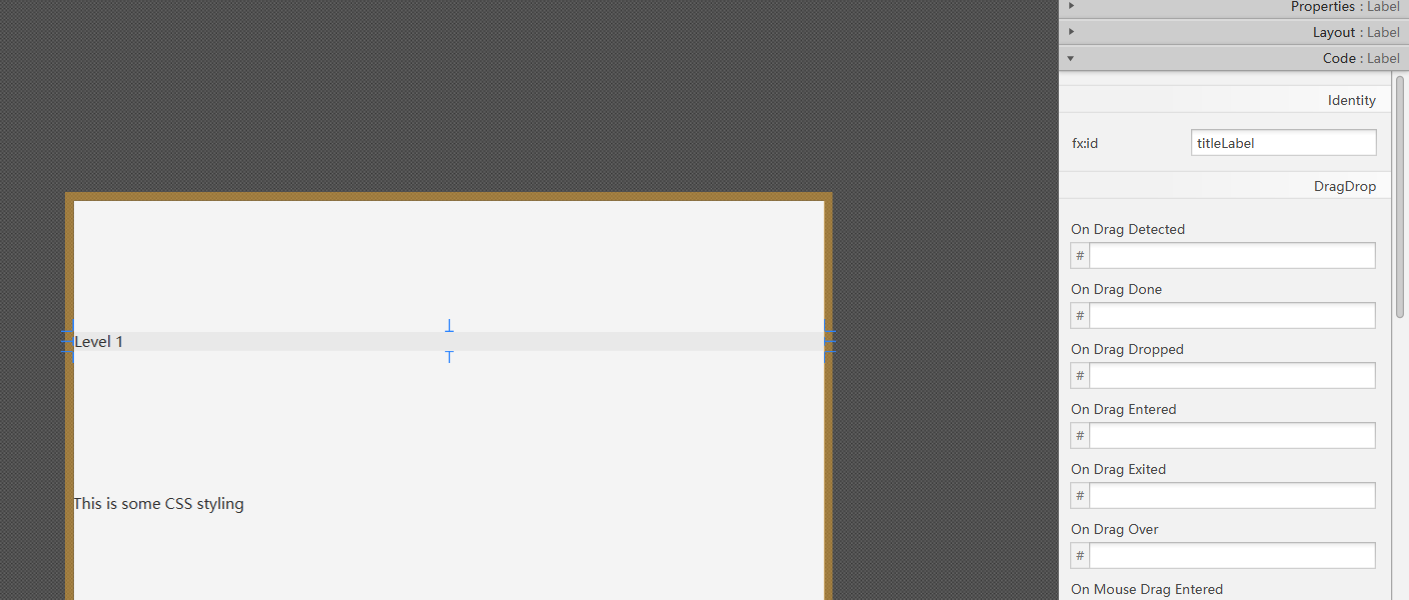 Properties : Label
Layout : Label
Code : Label
Identity
fx:id titleLabel
DragDrop
On Drag Detected
#
On Drag Done
#
On Drag Dropped
#
On Drag Entered
#
On Drag Exited
#
On Drag Over
#
On Mouse Drag Entered
Level 1
This is some CSS styling